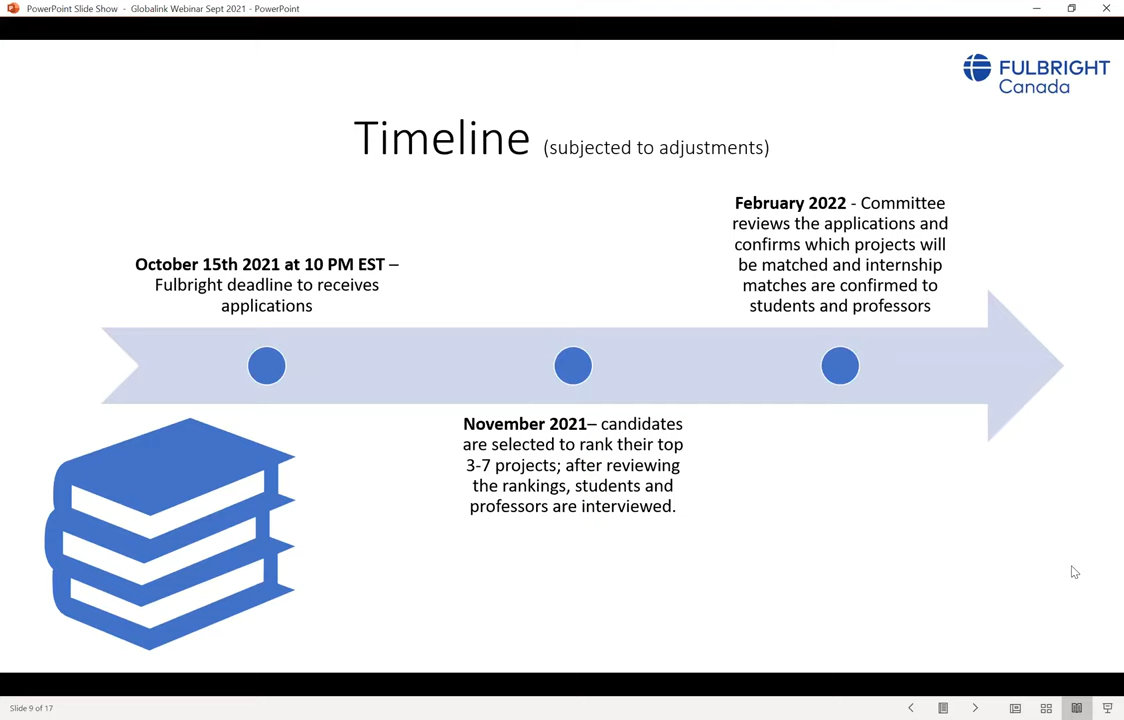 PowerPoint Slide Show - Globalink Webinar Sept 2021 - PowerPoint
FULBRIGHT
Canada
Timeline (subjected to adjustments)
October 15th 2021 at 10 PM EST –
Fulbright deadline to receives
applications
February 2022 - Committee
reviews the applications and
confirms which projects will
be matched and internship
matches are confirmed to
students and professors
November 2021– candidates
are selected to rank their top
3-7 projects; after reviewing
the rankings, students and
professors are interviewed.
Slide 9 of 17